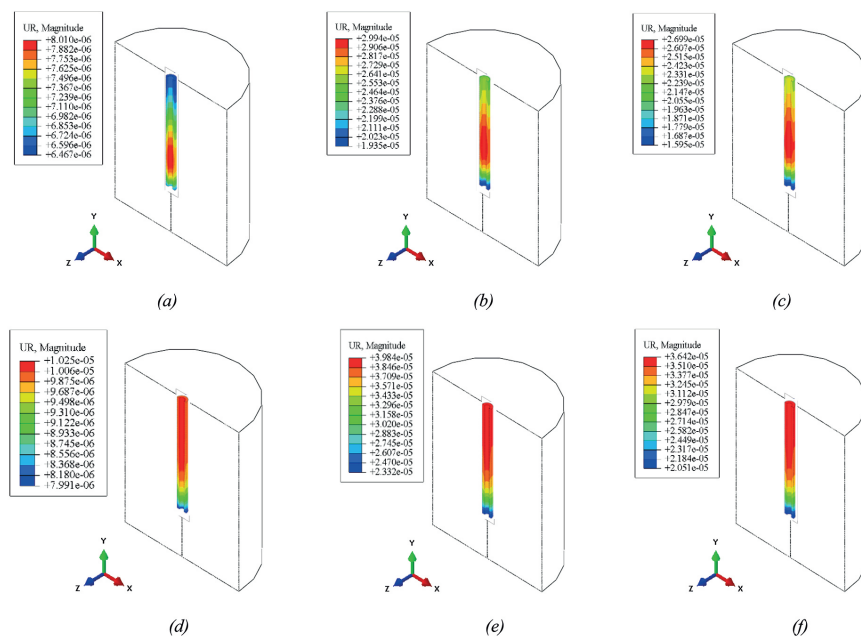 UR, Magnitude
+8.010e-06
+7.882e-06
+7.753e-06
+7.625e-06
+7.496e-06
+7.367e-06
+7.239e-06
+7.110e-06
+6.982e-06
+6.853e-06
+6.724e-06
+6.596e-06
+6.467e-06
Y
Z
X
(a)
UR, Magnitude
+2.994e-05
+2.906e-05
+2.817e-05
+2.729e-05
+2.641e-05
+2.553e-05
+2.464e-05
+2.376e-05
+2.288e-05
+2.199e-05
+2.111e-05
+2.023e-05
+1.935e-05
Y
Z
X
(b)
UR, Magnitude
+2.699e-05
+2.607e-05
+2.515e-05
+2.423e-05
+2.331e-05
+2.239e-05
+2.147e-05
+2.055e-05
+1.963e-05
+1.871e-05
+1.779e-05
+1.687e-05
+1.595e-05
Y
Z
X
(c)
UR, Magnitude
+1.025e-05
+1.006e-05
+9.875e-06
+9.687e-06
+9.498e-06
+9.310e-06
+9.122e-06
+8.933e-06
+8.745e-06
+8.556e-06
+8.368e-06
+8.180e-06
+7.991e-06
Y
Z
X
(d)
UR, Magnitude
+3.984e-05
+3.846e-05
+3.709e-05
+3.571e-05
+3.433e-05
+3.296e-05
+3.158e-05
+3.020e-05
+2.883e-05
+2.745e-05
+2.607e-05
+2.470e-05
+2.332e-05
Y
Z
X
(e)
UR, Magnitude
+3.642e-05
+3.510e-05
+3.377e-05
+3.245e-05
+3.112e-05
+2.979e-05
+2.847e-05
+2.714e-05
+2.582e-05
+2.449e-05
+2.317e-05
+2.184e-05
+2.051e-05
Y
Z
X
(f)